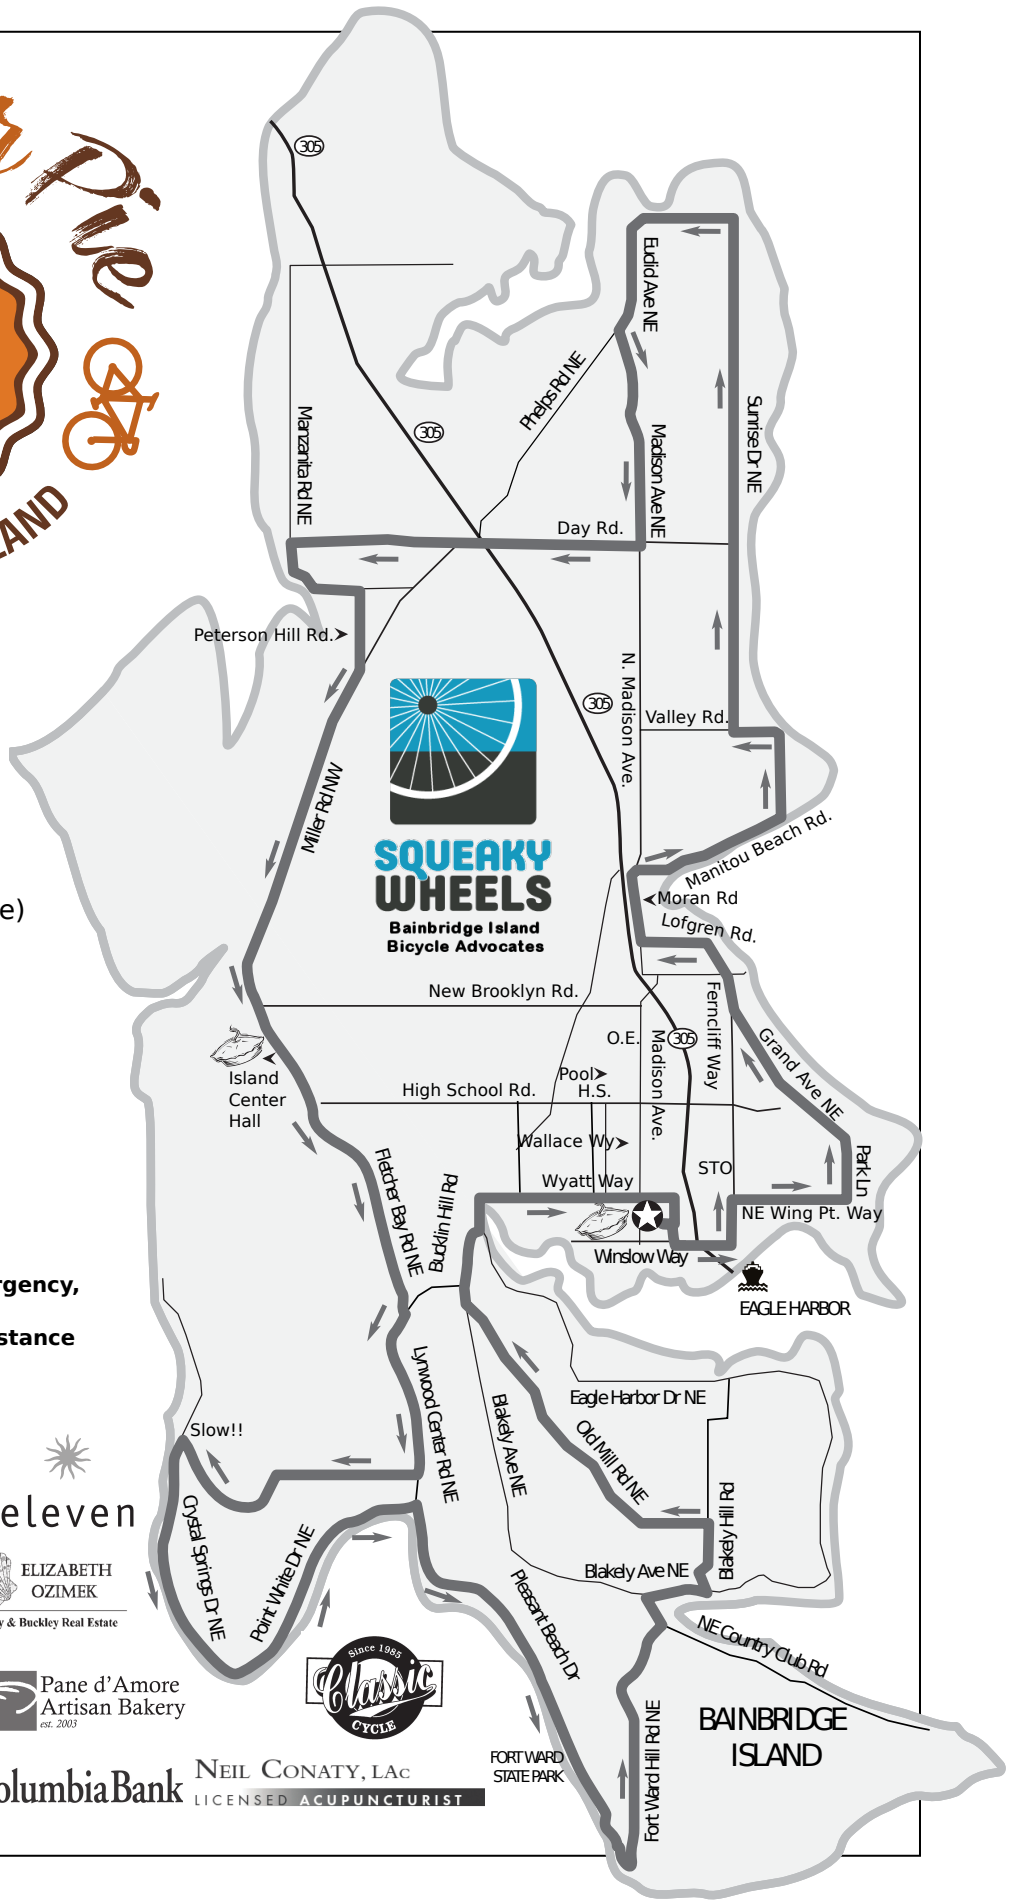 Pie
LAND
e)
rgency,
stance
eleven
ELIZABETH
OZIMEK
y & Buckley Real Estate
Pane d'Amore
Artisan Bakery
est. 2003
olumbiaBank
NEIL CONATY, LAc
LICENSED ACUPUNCTURIST
Since 1985
Classic
CYCLE
305
305
305
305
Euclid Ave NE
Phelps Rd NE
Manzanita Rd NE
Madison Ave NE
Sunrise Dr NE
Day Rd.
Peterson Hill Rd.
N. Madison Ave.
Valley Rd.
Miller Rd NW
SQUEAKY
WHEELS
Bainbridge Island
Bicycle Advocates
Manitou Beach Rd.
Moran Rd
Lofgren Rd.
New Brooklyn Rd.
Ferncliff Way
O.E.
Madison Ave.
Grand Ave NE
Island
Center
Hall
Pool
H.S.
High School Rd.
Wallace Wy
STO
Park Ln
Wyatt Way
NE Wing Pt. Way
Winslow Way
EAGLE HARBOR
Fletcher Bay Rd NE
Bucklin Hill Rd
Lynwood Center Rd NE
Blakely Ave NE
Eagle Harbor Dr NE
Old Mill Rd NE
Slow!!
Crystal Springs Dr NE
Point White Dr NE
Blakey Hill Rd
Blakely Ave NE
Pleasant Beach Dr
NE Country Club Rd
Fort Ward Hill Rd NE
BAINBRIDGE
ISLAND
FORT WARD
STATE PARK